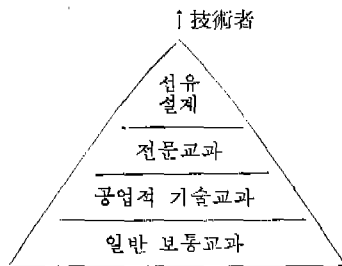 ↑技術者
섬유
설계
전문교과
공업적 기술교과
일반 보통교과